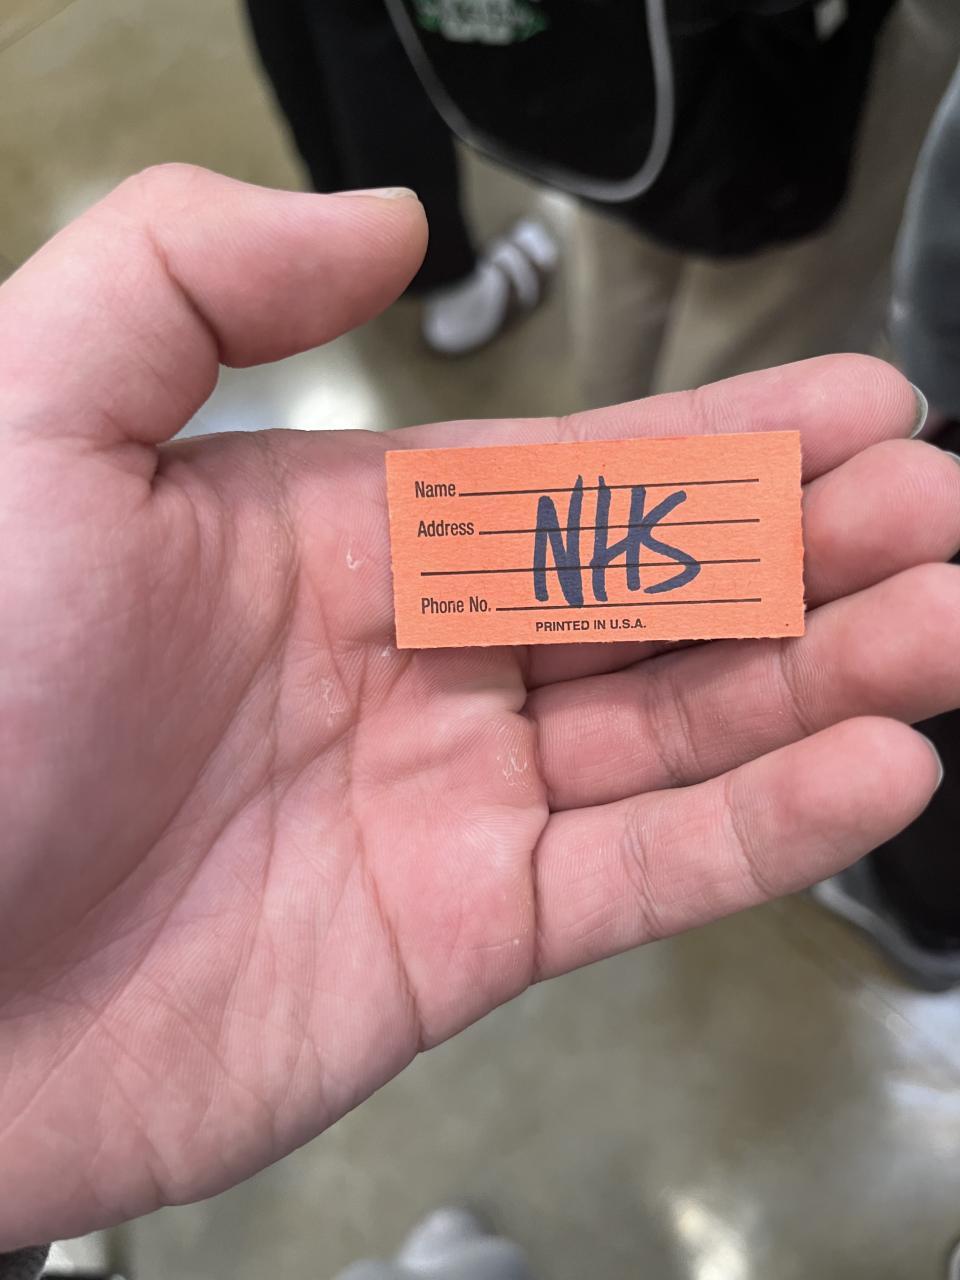 Name
Address
NHS
Phone No.
PRINTED IN U.S.A.